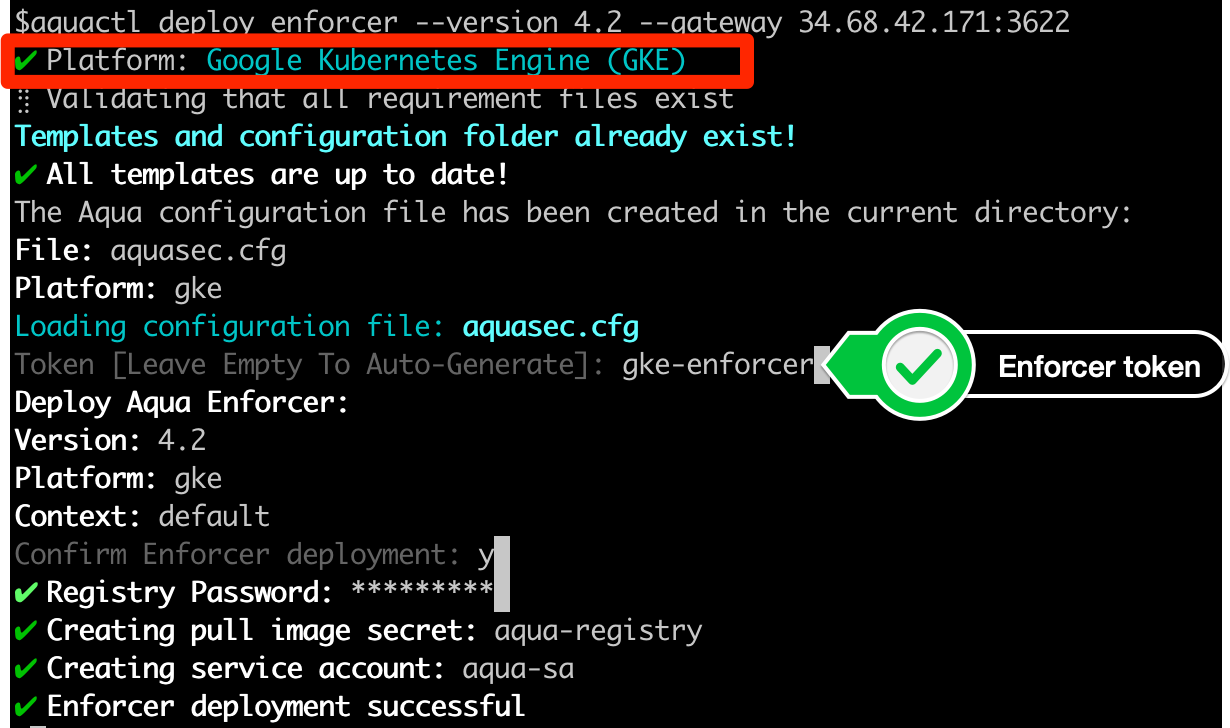 $aquactl deploy enforcer --version 4.2 --gateway 34.68.42.171:3622
✔ Platform: Google Kubernetes Engine (GKE)
Validating that all requirement files exist
Templates and configuration folder already exist!
✔ All templates are up to date!
The Aqua configuration file has been created in the current directory:
File: aquasec.cfg
Platform: gke
Loading configuration file: aquasec.cfg
Token [Leave Empty To Auto-Generate]: gke-enforcer
Enforcer token
Deploy Aqua Enforcer:
Version: 4.2
Platform: gke
Context: default
Confirm Enforcer deployment: y
✔ Registry Password: *********
✔ Creating pull image secret: aqua-registry
✔ Creating service account: aqua-sa
✔ Enforcer deployment successful